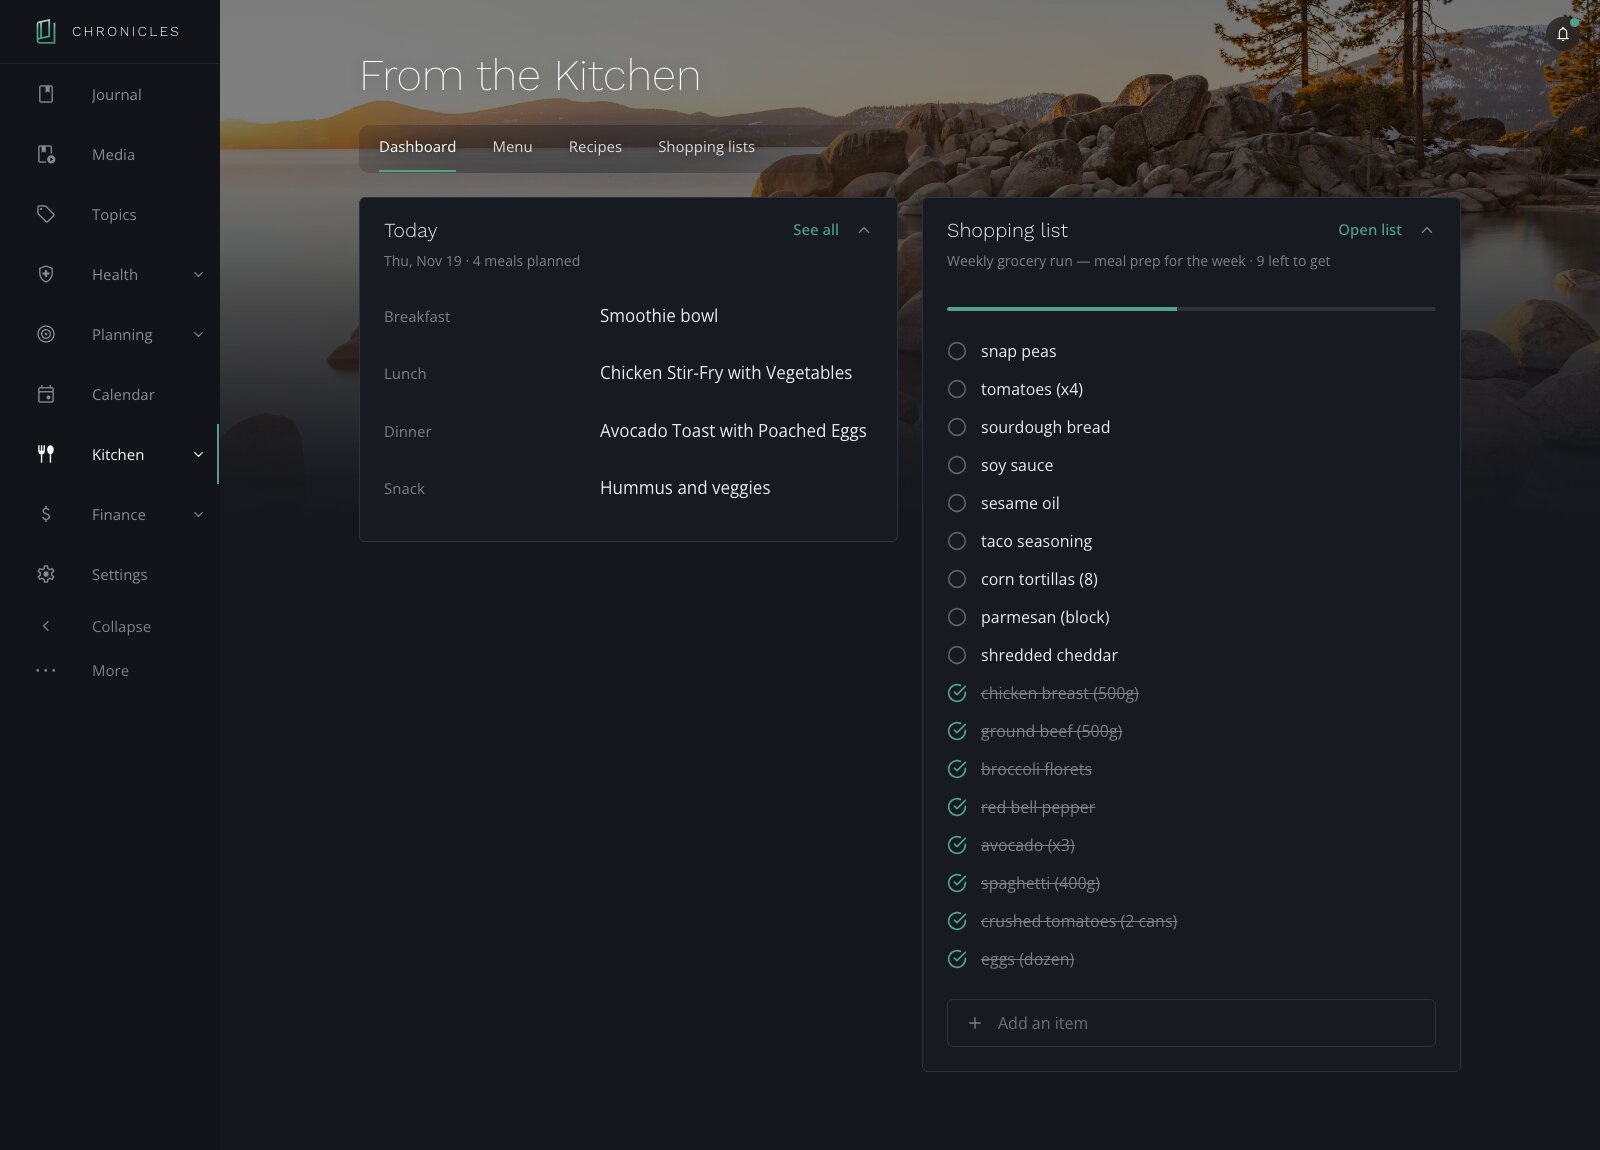 CHRONICLES
Journal
Media
Topics
Health
Planning
Calendar
Kitchen
Finance
Settings
Collapse
More
From the Kitchen
Dashboard Menu Recipes Shopping lists
Today See all
Thu, Nov 19 · 4 meals planned
Breakfast Smoothie bowl
Lunch Chicken Stir-Fry with Vegetables
Dinner Avocado Toast with Poached Eggs
Snack Hummus and veggies
Shopping list Open list
Weekly grocery run — meal prep for the week · 9 left to get
snap peas
tomatoes (x4)
sourdough bread
soy sauce
sesame oil
taco seasoning
corn tortillas (8)
parmesan (block)
shredded cheddar
chicken breast (500g)
ground beef (500g)
broccoli florets
red bell pepper
avocado (x3)
spaghetti (400g)
crushed tomatoes (2 cans)
eggs (dozen)
Add an item